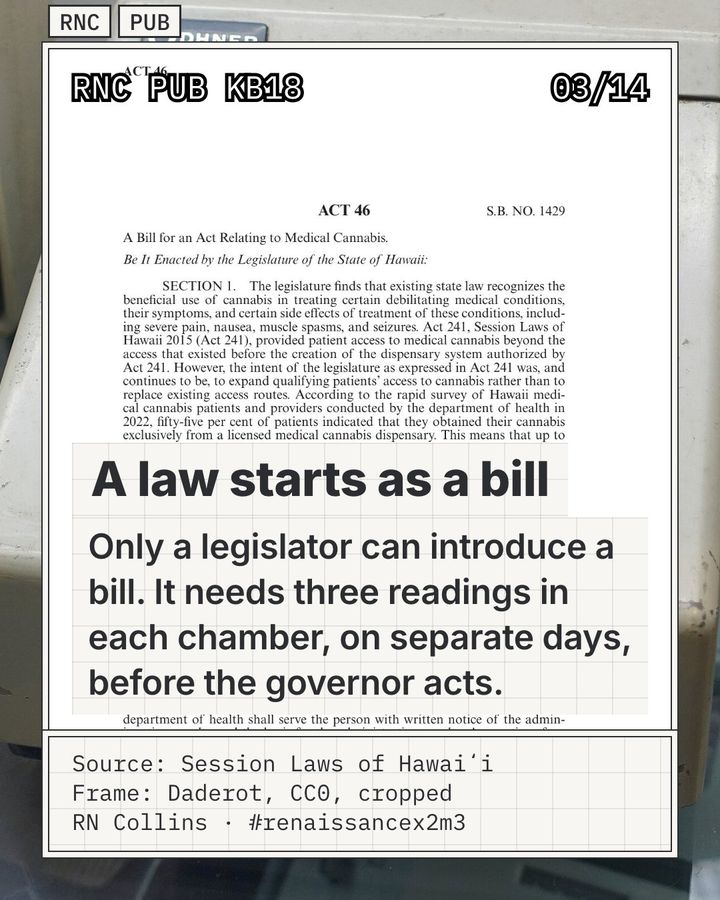 RNC PUB
DOHNER
ACT 46
RNC PUB KB18 03/14
ACT 46 S.B. NO. 1429
A Bill for an Act Relating to Medical Cannabis.
Be It Enacted by the Legislature of the State of Hawaii:
SECTION 1. The legislature finds that existing state law recognizes the
beneficial use of cannabis in treating certain debilitating medical conditions,
their symptoms, and certain side effects of treatment of these conditions, includ-
ing severe pain, nausea, muscle spasms, and seizures. Act 241, Session Laws of
Hawaii 2015 (Act 241), provided patient access to medical cannabis beyond the
access that existed before the creation of the dispensary system authorized by
Act 241. However, the intent of the legislature as expressed in Act 241 was, and
continues to be, to expand qualifying patients' access to cannabis rather than to
replace existing access routes. According to the rapid survey of Hawaii medi-
cal cannabis patients and providers conducted by the department of health in
2022, fifty-five per cent of patients indicated that they obtained their cannabis
exclusively from a licensed medical cannabis dispensary. This means that up to
A law starts as a bill
Only a legislator can introduce a
bill. It needs three readings in
each chamber, on separate days,
before the governor acts.
department of health shall serve the person with written notice of the admin-
Source: Session Laws of Hawaiʻi
Frame: Daderot, CC0, cropped
RN Collins · #renaissancex2m3